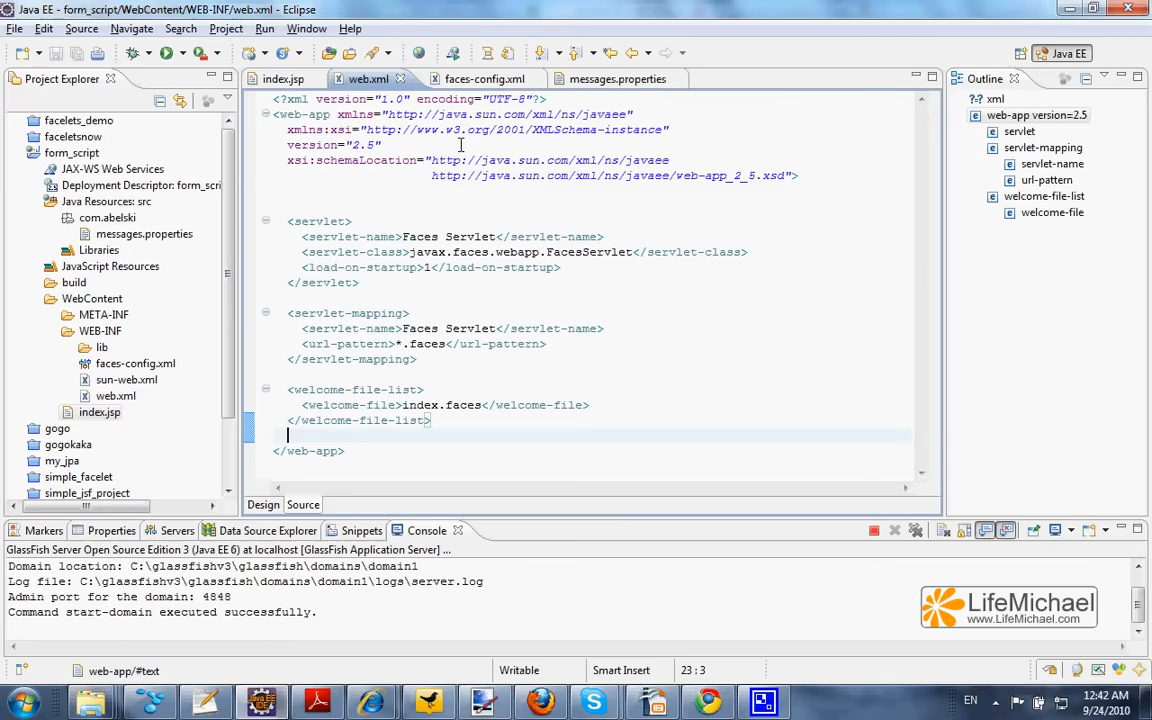 Java EE - form_script/WebContent/WEB-INF/web.xml - Eclipse
File Edit Source Navigate Search Project Run Window Help
Java EE
Project Explorer
index.jsp web.xml faces-config.xml messages.properties
Outline
facelets_demo
faceletsnow
form_script
JAX-WS Web Services
Deployment Descriptor: form_scri
Java Resources: src
com.abelski
messages.properties
Libraries
JavaScript Resources
build
WebContent
META-INF
WEB-INF
lib
faces-config.xml
sun-web.xml
web.xml
index.jsp
gogo
gogokaka
my_jpa
simple_facelet
simple_jsf_project
<?xml version="1.0" encoding="UTF-8"?>
<web-app xmlns="http://java.sun.com/xml/ns/javaee"
xmlns:xsi="http://www.w3.org/2001/XMLSchema-instance"
version="2.5"
xsi:schemaLocation="http://java.sun.com/xml/ns/javaee
http://java.sun.com/xml/ns/javaee/web-app_2_5.xsd">
<servlet>
<servlet-name>Faces Servlet</servlet-name>
<servlet-class>javax.faces.webapp.FacesServlet</servlet-class>
<load-on-startup>1</load-on-startup>
</servlet>
<servlet-mapping>
<servlet-name>Faces Servlet</servlet-name>
<url-pattern>*.faces</url-pattern>
</servlet-mapping>
<welcome-file-list>
<welcome-file>index.faces</welcome-file>
</welcome-file-list>
</web-app>
Design Source
xml
web-app version=2.5
servlet
servlet-mapping
servlet-name
url-pattern
welcome-file-list
welcome-file
Markers Properties Servers Data Source Explorer Snippets Console
GlassFish Server Open Source Edition 3 (Java EE 6) at localhost [GlassFish Application Server] ...
Domain location: C:\glassfishv3\glassfish\domains\domain1
Log file: C:\glassfishv3\glassfish\domains\domain1\logs\server.log
Admin port for the domain: 4848
Command start-domain executed successfully.
LifeMichael
www.LifeMichael.com
web-app/#text Writable Smart Insert 23 : 3
EN
12:42 AM
9/24/2010